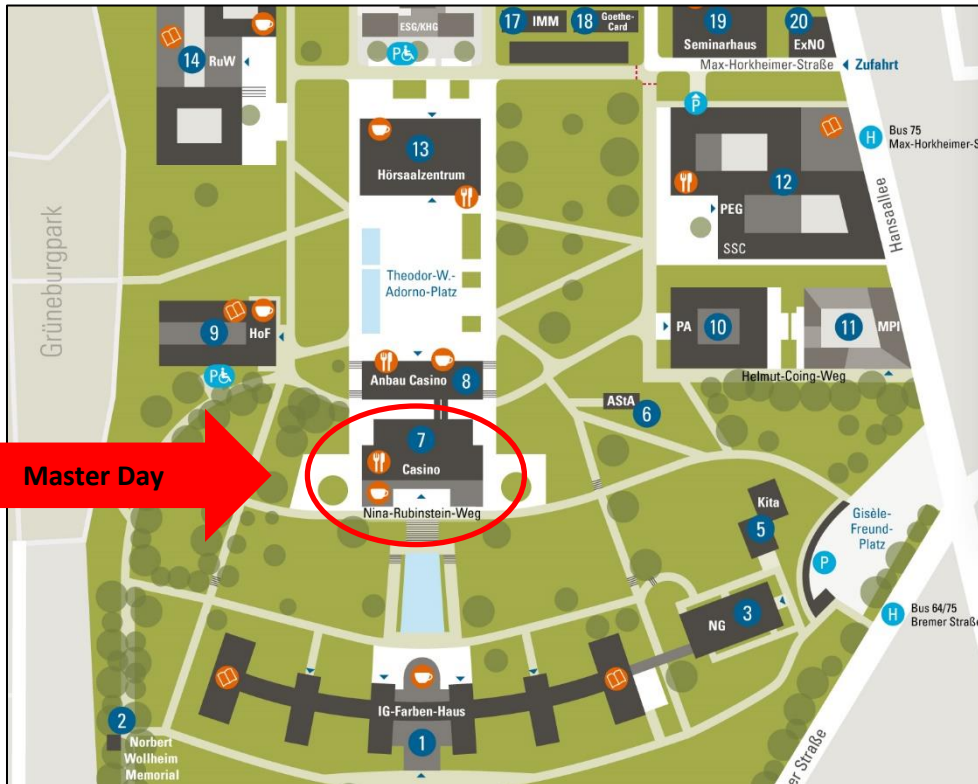 ESG/KHG
P
17
IMM
18
Goethe-
Card
19
Seminarhaus
20
ExNO
Max-Horkheimer-Straße
Zufahrt
14
RuW
P
H
Bus 75
Max-Horkheimer-S
13
Hörsaalzentrum
12
PEG
SSC
Hansaallee
Grüneburgpark
Theodor-W.-
Adorno-Platz
9
HoF
P
PA
10
11
MPI
Helmut-Coing-Weg
Anbau Casino
8
AStA
6
7
Casino
Nina-Rubinstein-Weg
Master Day
Kita
5
Gisèle-
Freund-
Platz
P
3
NG
H
Bus 64/75
Bremer Straße
IG-Farben-Haus
1
2
Norbert
Wollheim
Memorial
er Straße